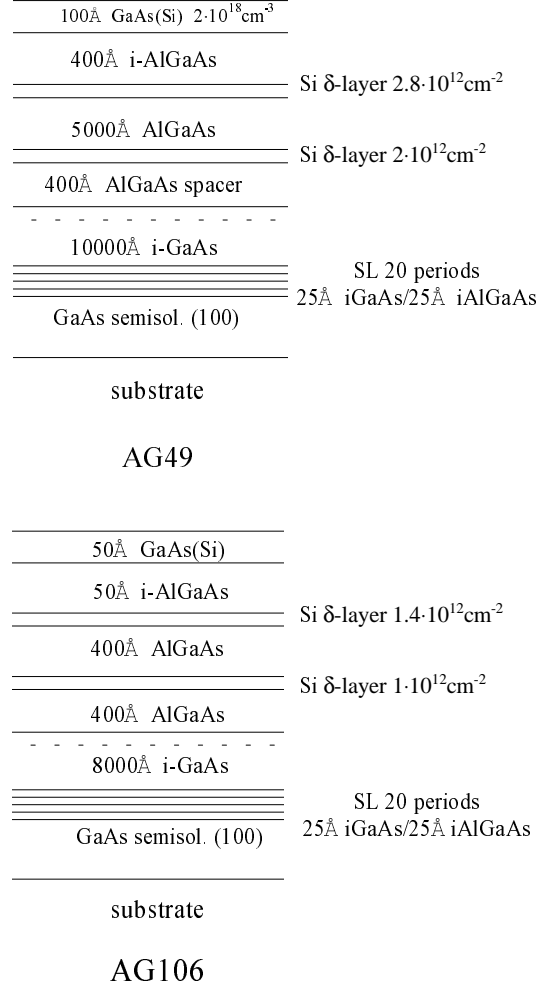 100Å GaAs(Si) 2·10¹⁸cm⁻³
400Å i-AlGaAs
Si δ-layer 2.8·10¹²cm⁻²
5000Å AlGaAs
Si δ-layer 2·10¹²cm⁻²
400Å AlGaAs spacer
10000Å i-GaAs
SL 20 periods
25Å iGaAs/25Å iAlGaAs
GaAs semisol. (100)
substrate
AG49
50Å GaAs(Si)
50Å i-AlGaAs
Si δ-layer 1.4·10¹²cm⁻²
400Å AlGaAs
Si δ-layer 1·10¹²cm⁻²
400Å AlGaAs
8000Å i-GaAs
SL 20 periods
25Å iGaAs/25Å iAlGaAs
GaAs semisol. (100)
substrate
AG106